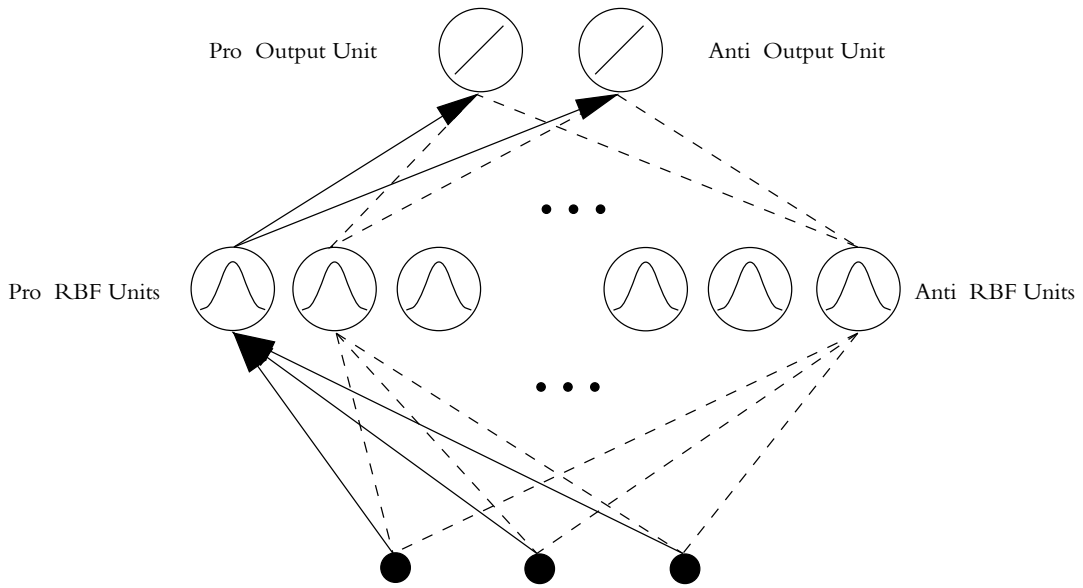 Pro Output Unit
Anti Output Unit
Pro RBF Units
Anti RBF Units